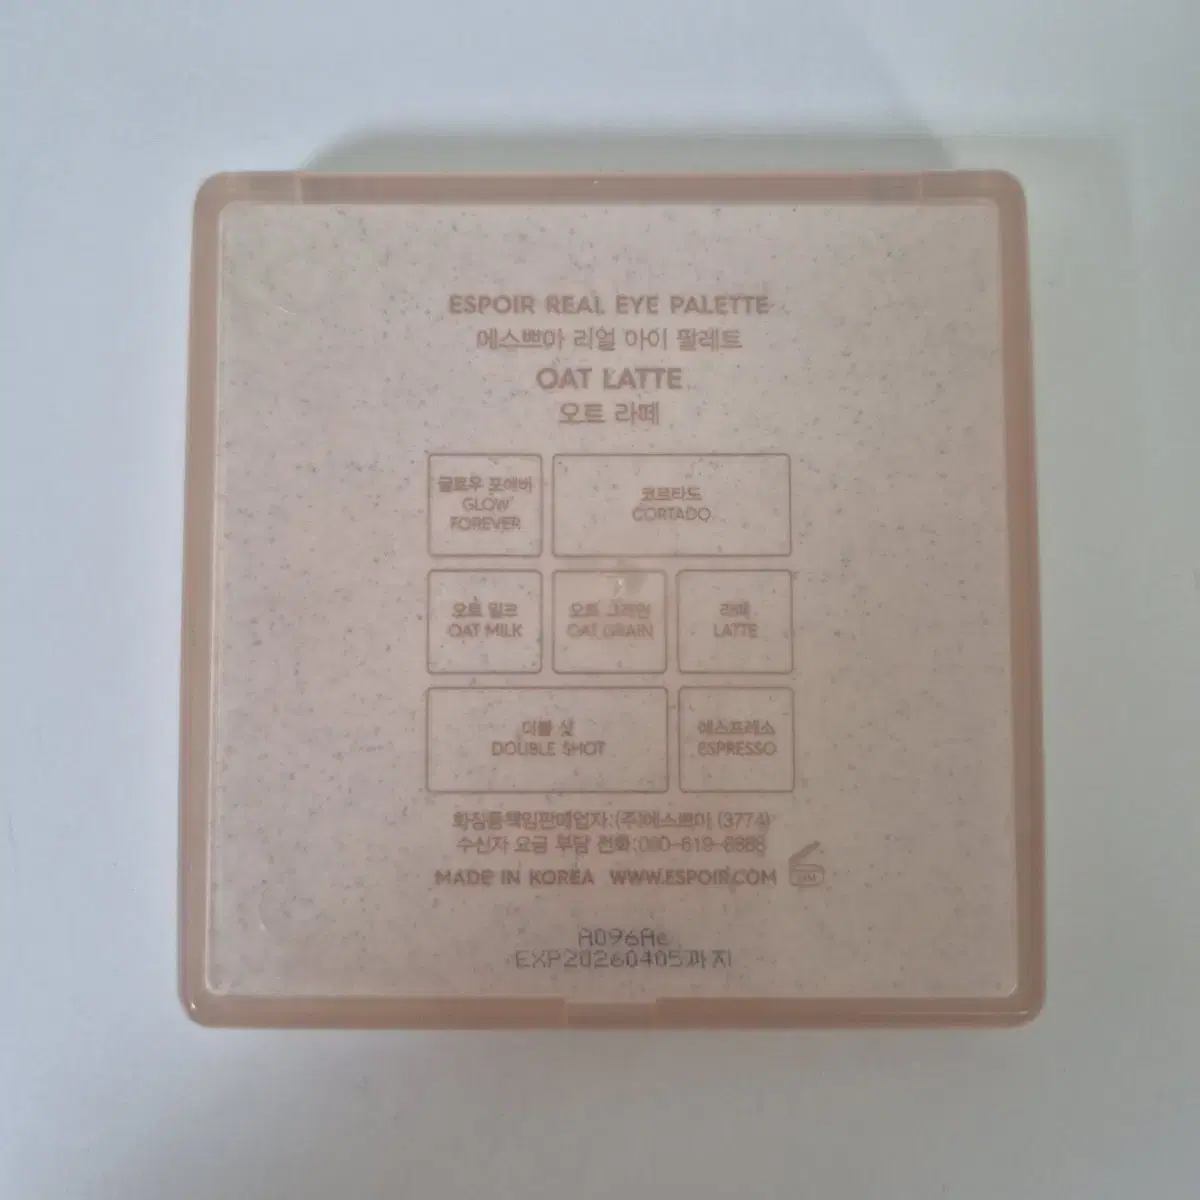 ESPOIR REAL EYE PALETTE
에스쁘아 리얼 아이 팔레트
OAT LATTE
오트 라떼
글로우 포에버
GLOW
FOREVER
코르타도
CORTADO
오트 밀크
OAT MILK
오트 그레인
OAT GRAIN
라떼
LATTE
더블 샷
DOUBLE SHOT
에스프레소
ESPRESSO
화장품책임판매업자:(주)에스쁘아 (3774)
수신자 요금 부담 전화:080-619-8888
MADE IN KOREA WWW.ESPOIR.COM
A096Ae
EXP20260405까지